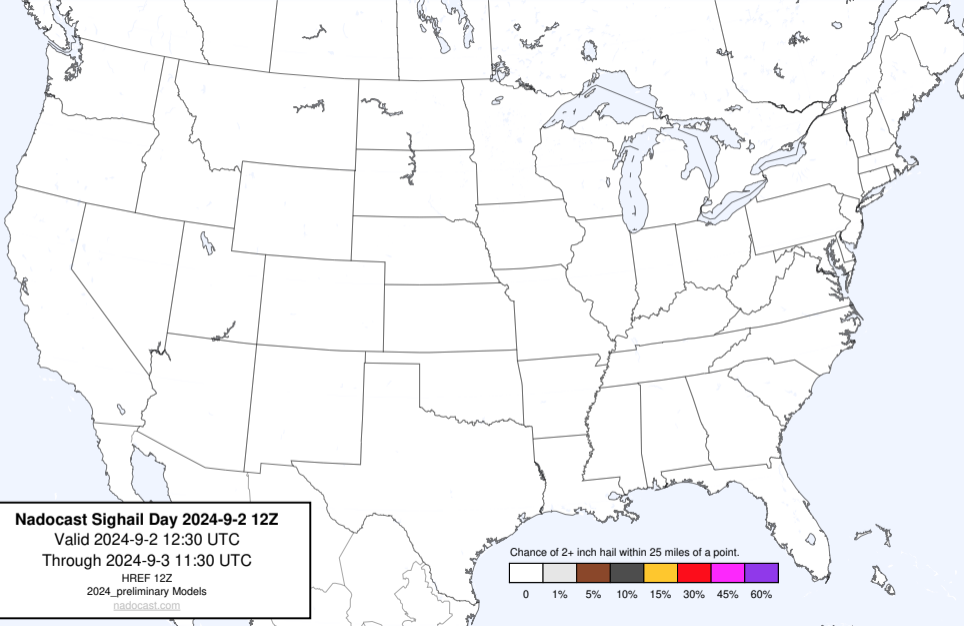 Nadocast Sighail Day 2024-9-2 12Z
Valid 2024-9-2 12:30 UTC
Through 2024-9-3 11:30 UTC
HREF 12Z
2024_preliminary Models
nadocast.com
Chance of 2+ inch hail within 25 miles of a point.
0 1% 5% 10% 15% 30% 45% 60%